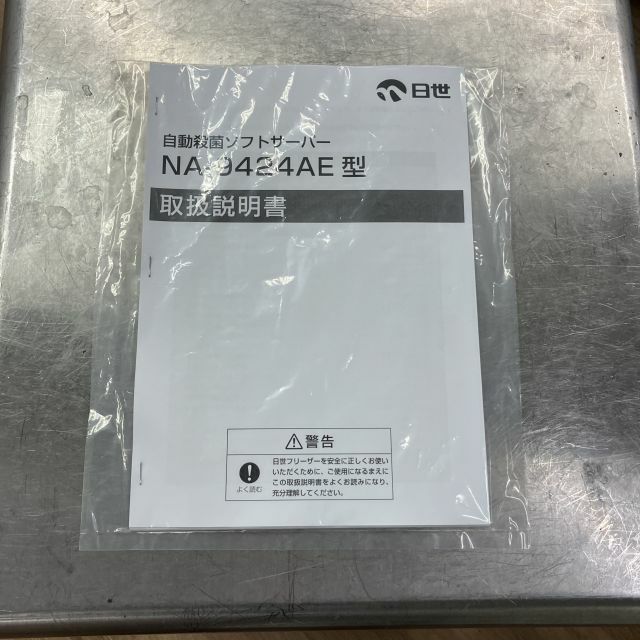 日世
自動殺菌ソフトサーバー
NA-9424AE 型
取扱説明書
警告
よく読む
日世フリーザーを安全に正しくお使い
いただくために、ご使用になるまえに
この取扱説明書をよくお読みになり、
充分理解してください。